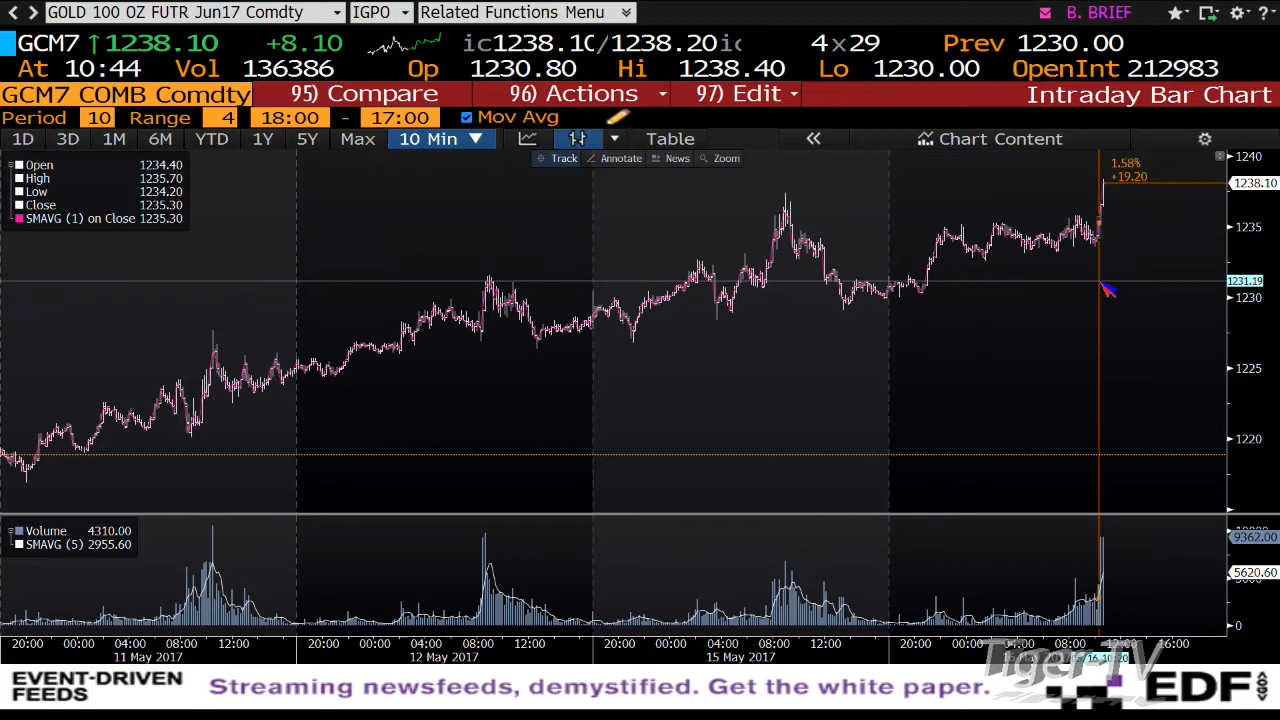 GOLD 100 OZ FUTR Jun17 Comdty IGPO Related Functions Menu B. BRIEF ?
GCM7 ↑1238.10 +8.10 ic1238.10/1238.20ic 4x29 Prev 1230.00
At 10:44 Vol 136386 Op 1230.80 Hi 1238.40 Lo 1230.00 OpenInt 212983
GCM7 COMB Comdty 95) Compare 96) Actions 97) Edit Intraday Bar Chart
Period 10 Range 4 18:00 - 17:00 Mov Avg
1D 3D 1M 6M YTD 1Y 5Y Max 10 Min ▼ Table « Chart Content
Track Annotate News Zoom
Open 1234.40
High 1235.70
Low 1234.20
Close 1235.30
SMAVG (1) on Close 1235.30
1.58%
+19.20
1240
1238.10
1235
1231.19
1230
1225
1220
Volume 4310.00
SMAVG (5) 2955.60
9362.00
5620.60
0
20:00 00:00 04:00 08:00 12:00 20:00 00:00 04:00 08:00 12:00 20:00 00:00 04:00 08:00 12:00 20:00 00:00 04:00 08:00 12:00 16:00
11 May 2017 12 May 2017 15 May 2017
Tiger-TV
EVENT-DRIVEN
FEEDS
Streaming newsfeeds, demystified. Get the white paper.
EDF